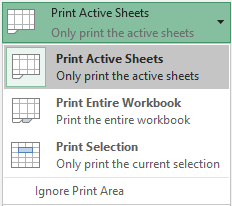 Print Active Sheets
Only print the active sheets
Print Active Sheets
Only print the active sheets
Print Entire Workbook
Print the entire workbook
Print Selection
Only print the current selection
Ignore Print Area